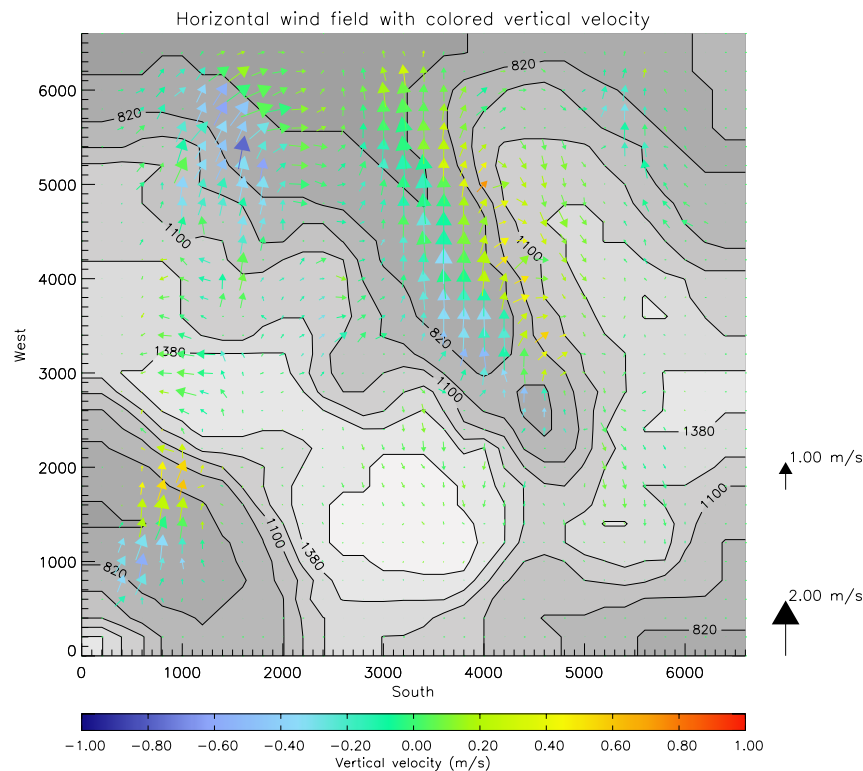 Horizontal wind field with colored vertical velocity
820
6000
820
5000
1100
1100
4000
West
820
1380
3000
1100
1380
2000
1.00 m/s
1100
1100
1000
1380
820
2.00 m/s
820
0
0 1000 2000 3000 4000 5000 6000
South
-1.00 -0.80 -0.60 -0.40 -0.20 0.00 0.20 0.40 0.60 0.80 1.00
Vertical velocity (m/s)